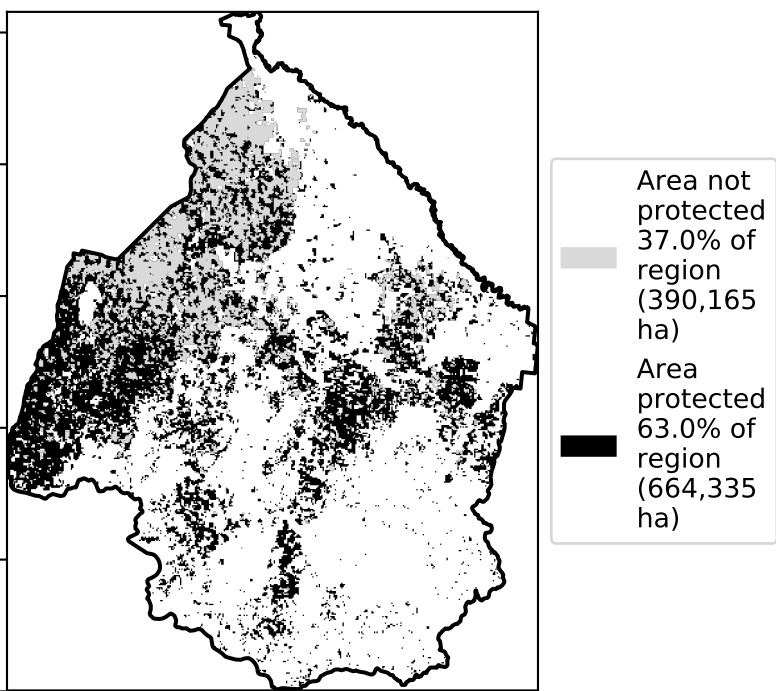 Area not
protected
37.0% of
region
(390,165
ha)
Area
protected
63.0% of
region
(664,335
ha)